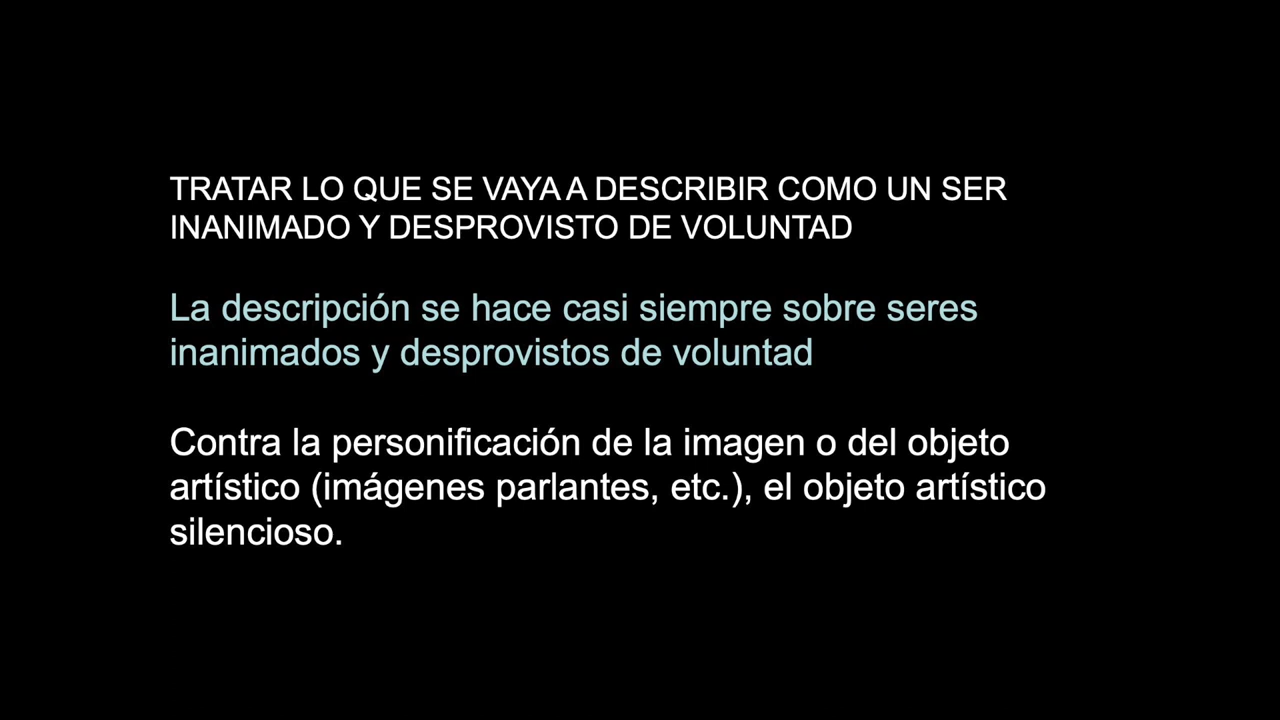 TRATAR LO QUE SE VAYA A DESCRIBIR COMO UN SER
INANIMADO Y DESPROVISTO DE VOLUNTAD
La descripción se hace casi siempre sobre seres
inanimados y desprovistos de voluntad
Contra la personificación de la imagen o del objeto
artístico (imágenes parlantes, etc.), el objeto artístico
silencioso.